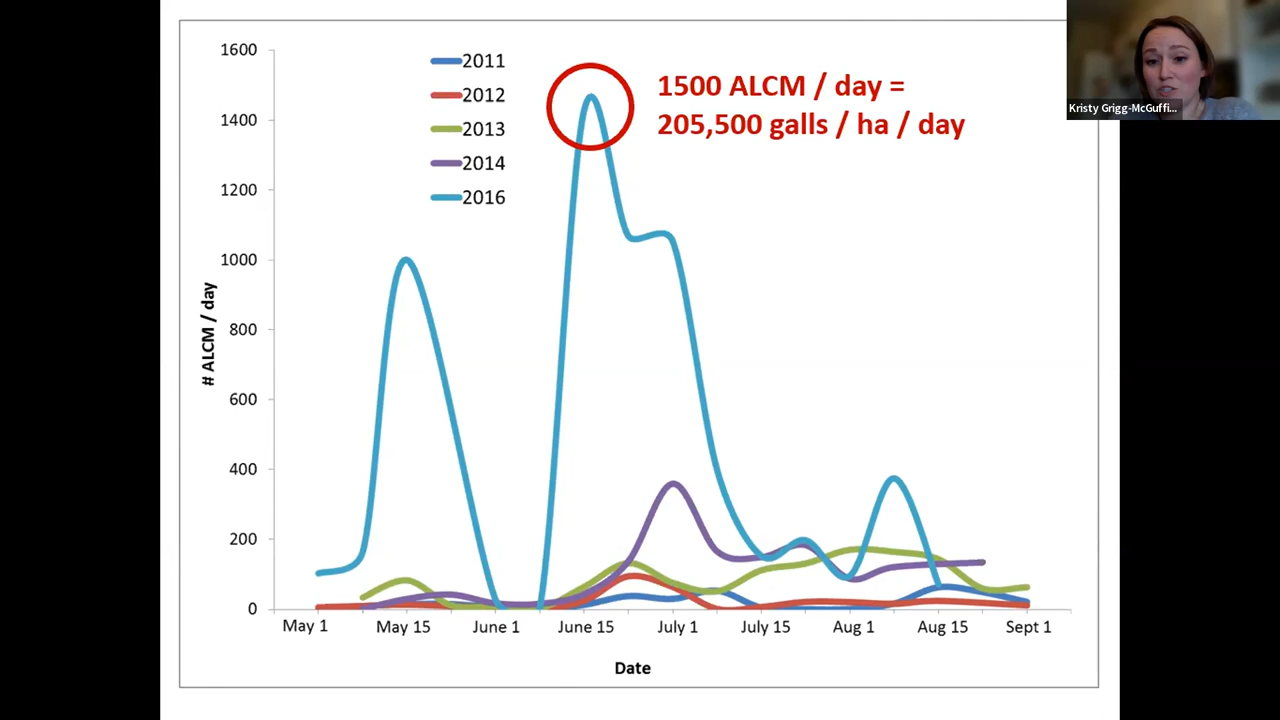 1600
1400
1200
1000
800
600
400
200
0
# ALCM / day
2011
2012
2013
2014
2016
1500 ALCM / day =
205,500 galls / ha / day
May 1
May 15
June 1
June 15
July 1
July 15
Aug 1
Aug 15
Sept 1
Date
Kristy Grigg-McGuffi...